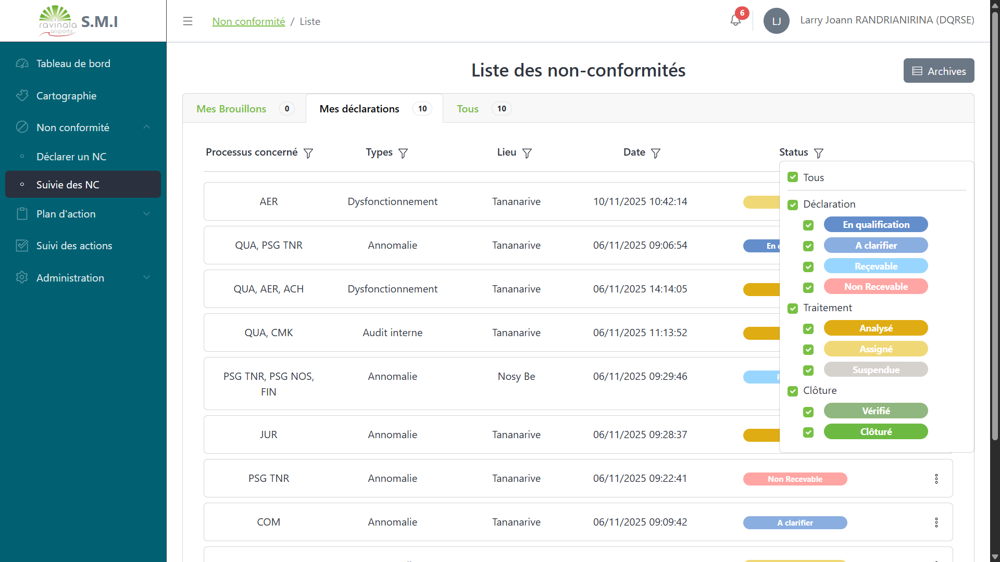 ravinala
airports
S.M.I
Non conformité / Liste
6
LJ
Larry Joann RANDRIANIRINA (DQRSE)
Tableau de bord
Cartographie
Non conformité
Déclarer un NC
Suivie des NC
Plan d'action
Suivi des actions
Administration
Liste des non-conformités
Archives
Mes Brouillons 0
Mes déclarations 10
Tous 10
Processus concerné Types Lieu Date Status
AER Dysfonctionnement Tananarive 10/11/2025 10:42:14
QUA, PSG TNR Annomalie Tananarive 06/11/2025 09:06:54 En
QUA, AER, ACH Dysfonctionnement Tananarive 06/11/2025 14:14:05
QUA, CMK Audit interne Tananarive 06/11/2025 11:13:52
PSG TNR, PSG NOS, Annomalie Nosy Be 06/11/2025 09:29:46
FIN
JUR Annomalie Tananarive 06/11/2025 09:28:37
PSG TNR Annomalie Tananarive 06/11/2025 09:22:41 Non Recevable
COM Annomalie Tananarive 06/11/2025 09:09:42 A clarifier
Tous
Déclaration
En qualification
A clarifier
Reçevable
Non Recevable
Traitement
Analysé
Assigné
Suspendue
Clôture
Vérifié
Clôturé